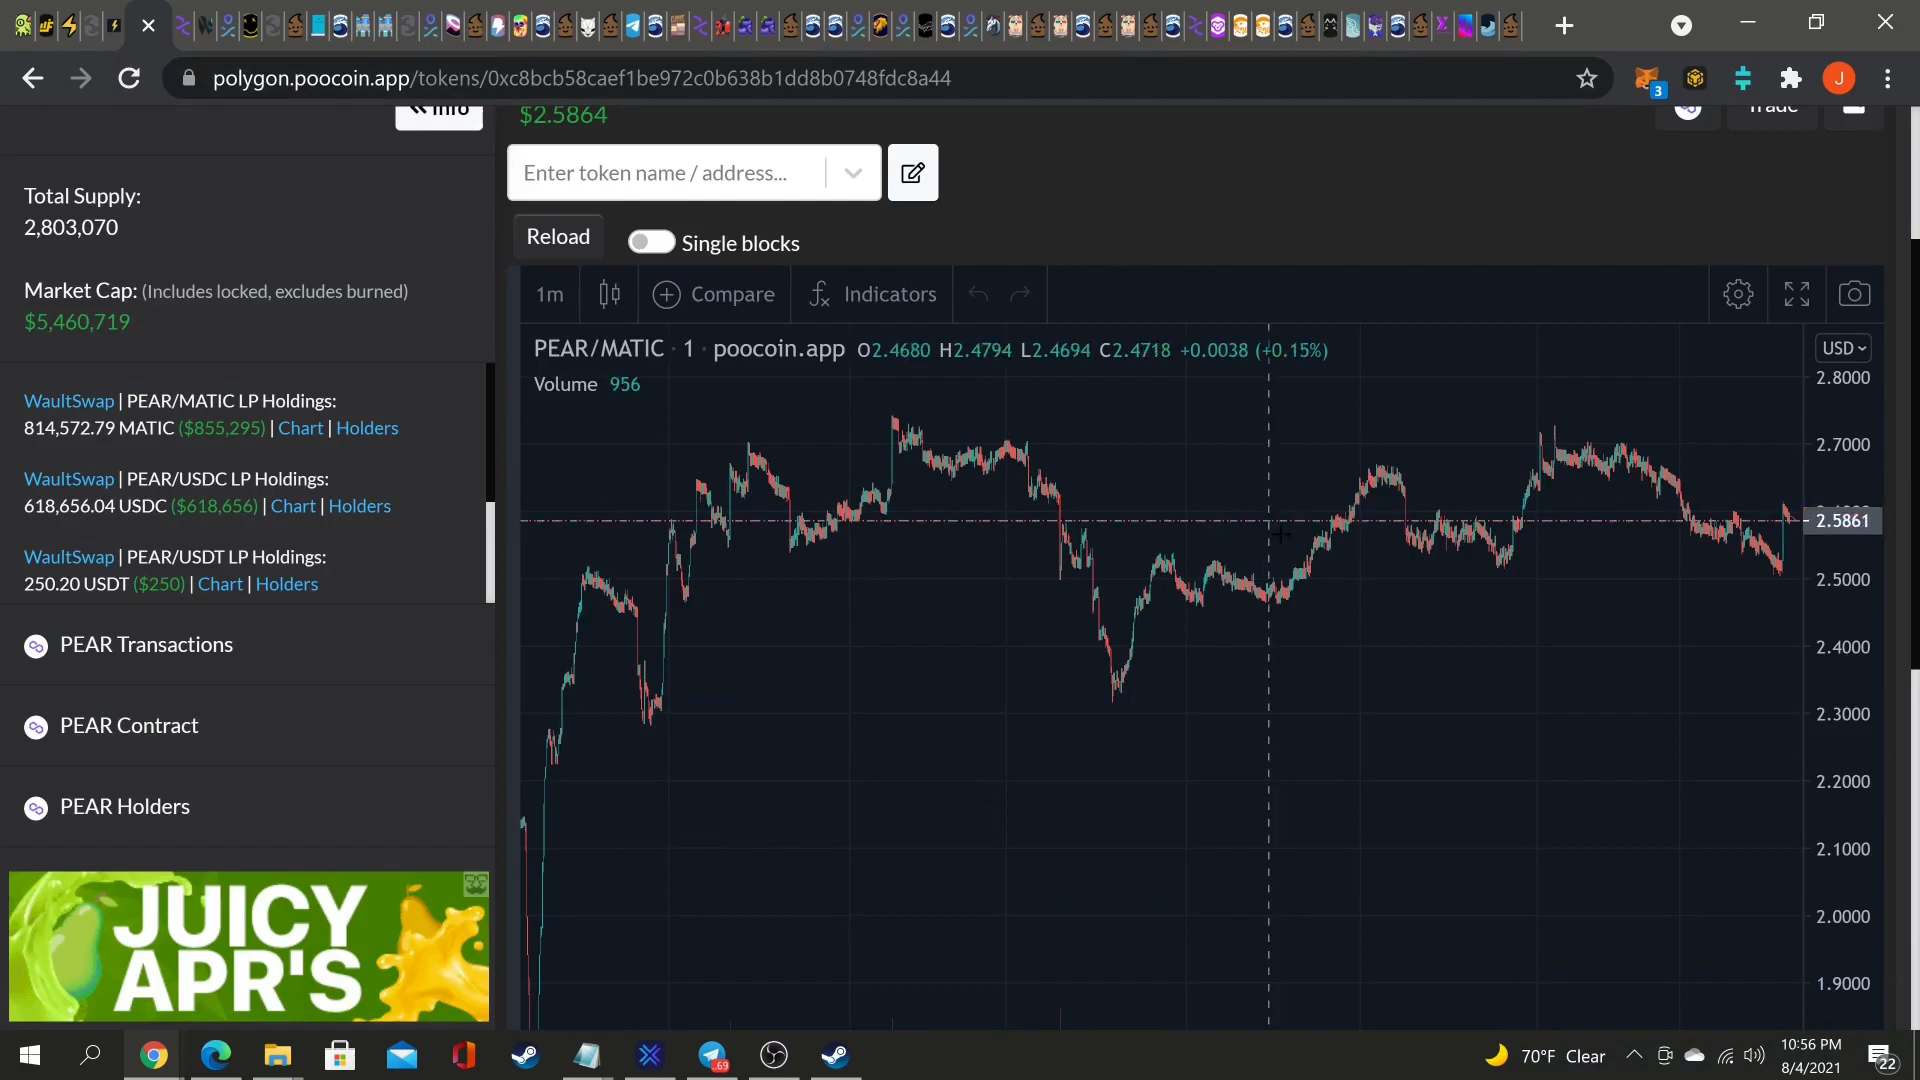 polygon.poocoin.app/tokens/0xc8bcb58caef1be972c0b638b1dd8b0748fdc8a44
3
J
« Info
$2.5864
Trade
Enter token name / address...
Total Supply:
2,803,070
Reload
Single blocks
Market Cap: (Includes locked, excludes burned)
$5,460,719
1m
Compare
Indicators
PEAR/MATIC · 1 · poocoin.app O2.4680 H2.4794 L2.4694 C2.4718 +0.0038 (+0.15%)
USD
Volume 956
2.8000
WaultSwap | PEAR/MATIC LP Holdings:
814,572.79 MATIC ($855,295) | Chart | Holders
2.7000
WaultSwap | PEAR/USDC LP Holdings:
618,656.04 USDC ($618,656) | Chart | Holders
2.5861
WaultSwap | PEAR/USDT LP Holdings:
250.20 USDT ($250) | Chart | Holders
2.5000
PEAR Transactions
2.4000
PEAR Contract
2.3000
2.2000
PEAR Holders
2.1000
2.0000
1.9000
JUICY
APR'S
.69
70°F Clear
10:56 PM
8/4/2021
22